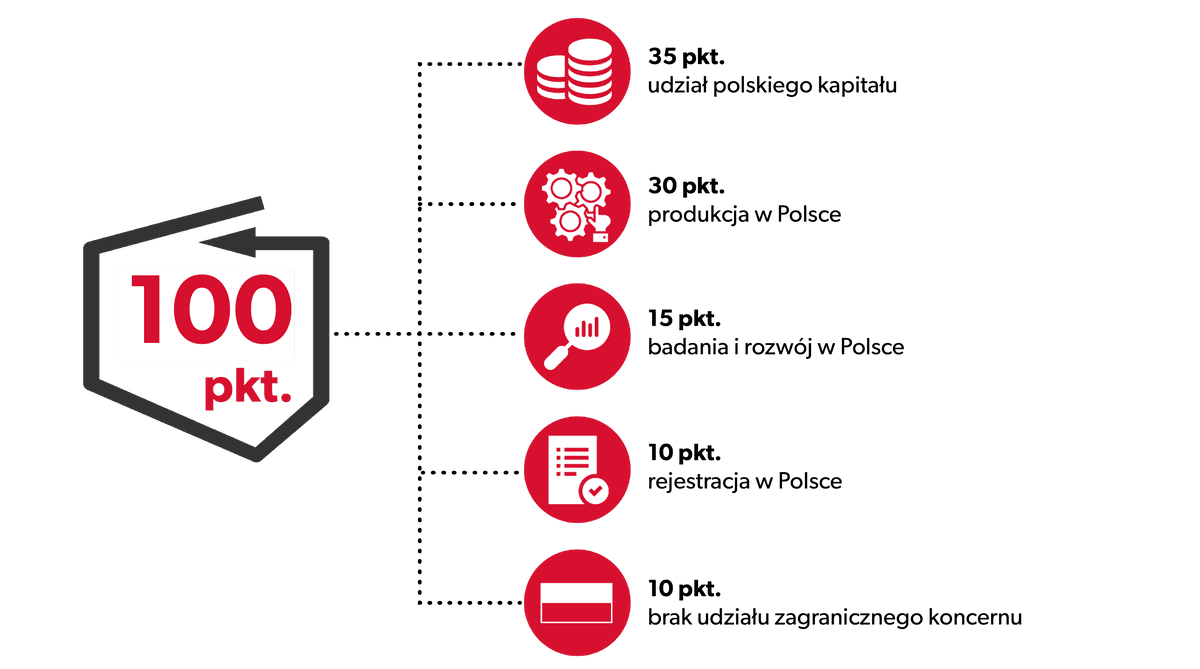 100
pkt.
35 pkt.
udział polskiego kapitału
30 pkt.
produkcja w Polsce
15 pkt.
badania i rozwój w Polsce
10 pkt.
rejestracja w Polsce
10 pkt.
brak udziału zagranicznego koncernu